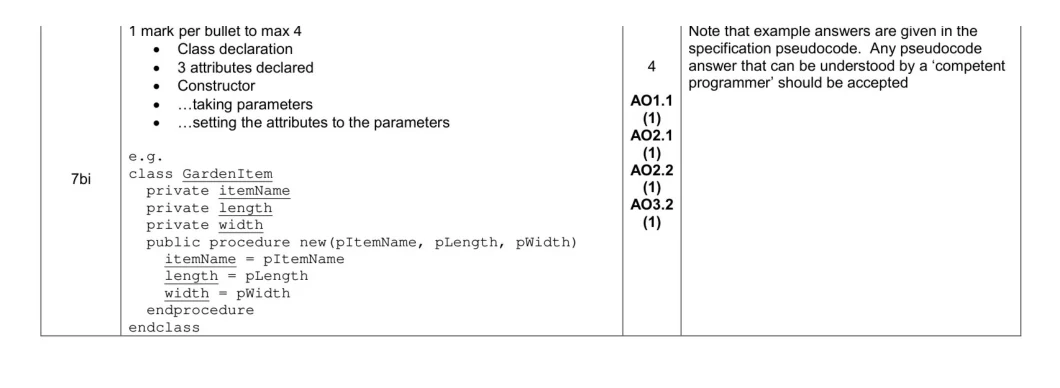 1 mark per bullet to max 4
• Class declaration
• 3 attributes declared
• Constructor
• …taking parameters
• …setting the attributes to the parameters
e.g.
class GardenItem
private itemName
private length
private width
public procedure new(pItemName, pLength, pWidth)
itemName = pItemName
length = pLength
width = pWidth
endprocedure
endclass
7bi
4
AO1.1
(1)
AO2.1
(1)
AO2.2
(1)
AO3.2
(1)
Note that example answers are given in the
specification pseudocode. Any pseudocode
answer that can be understood by a ‘competent
programmer’ should be accepted